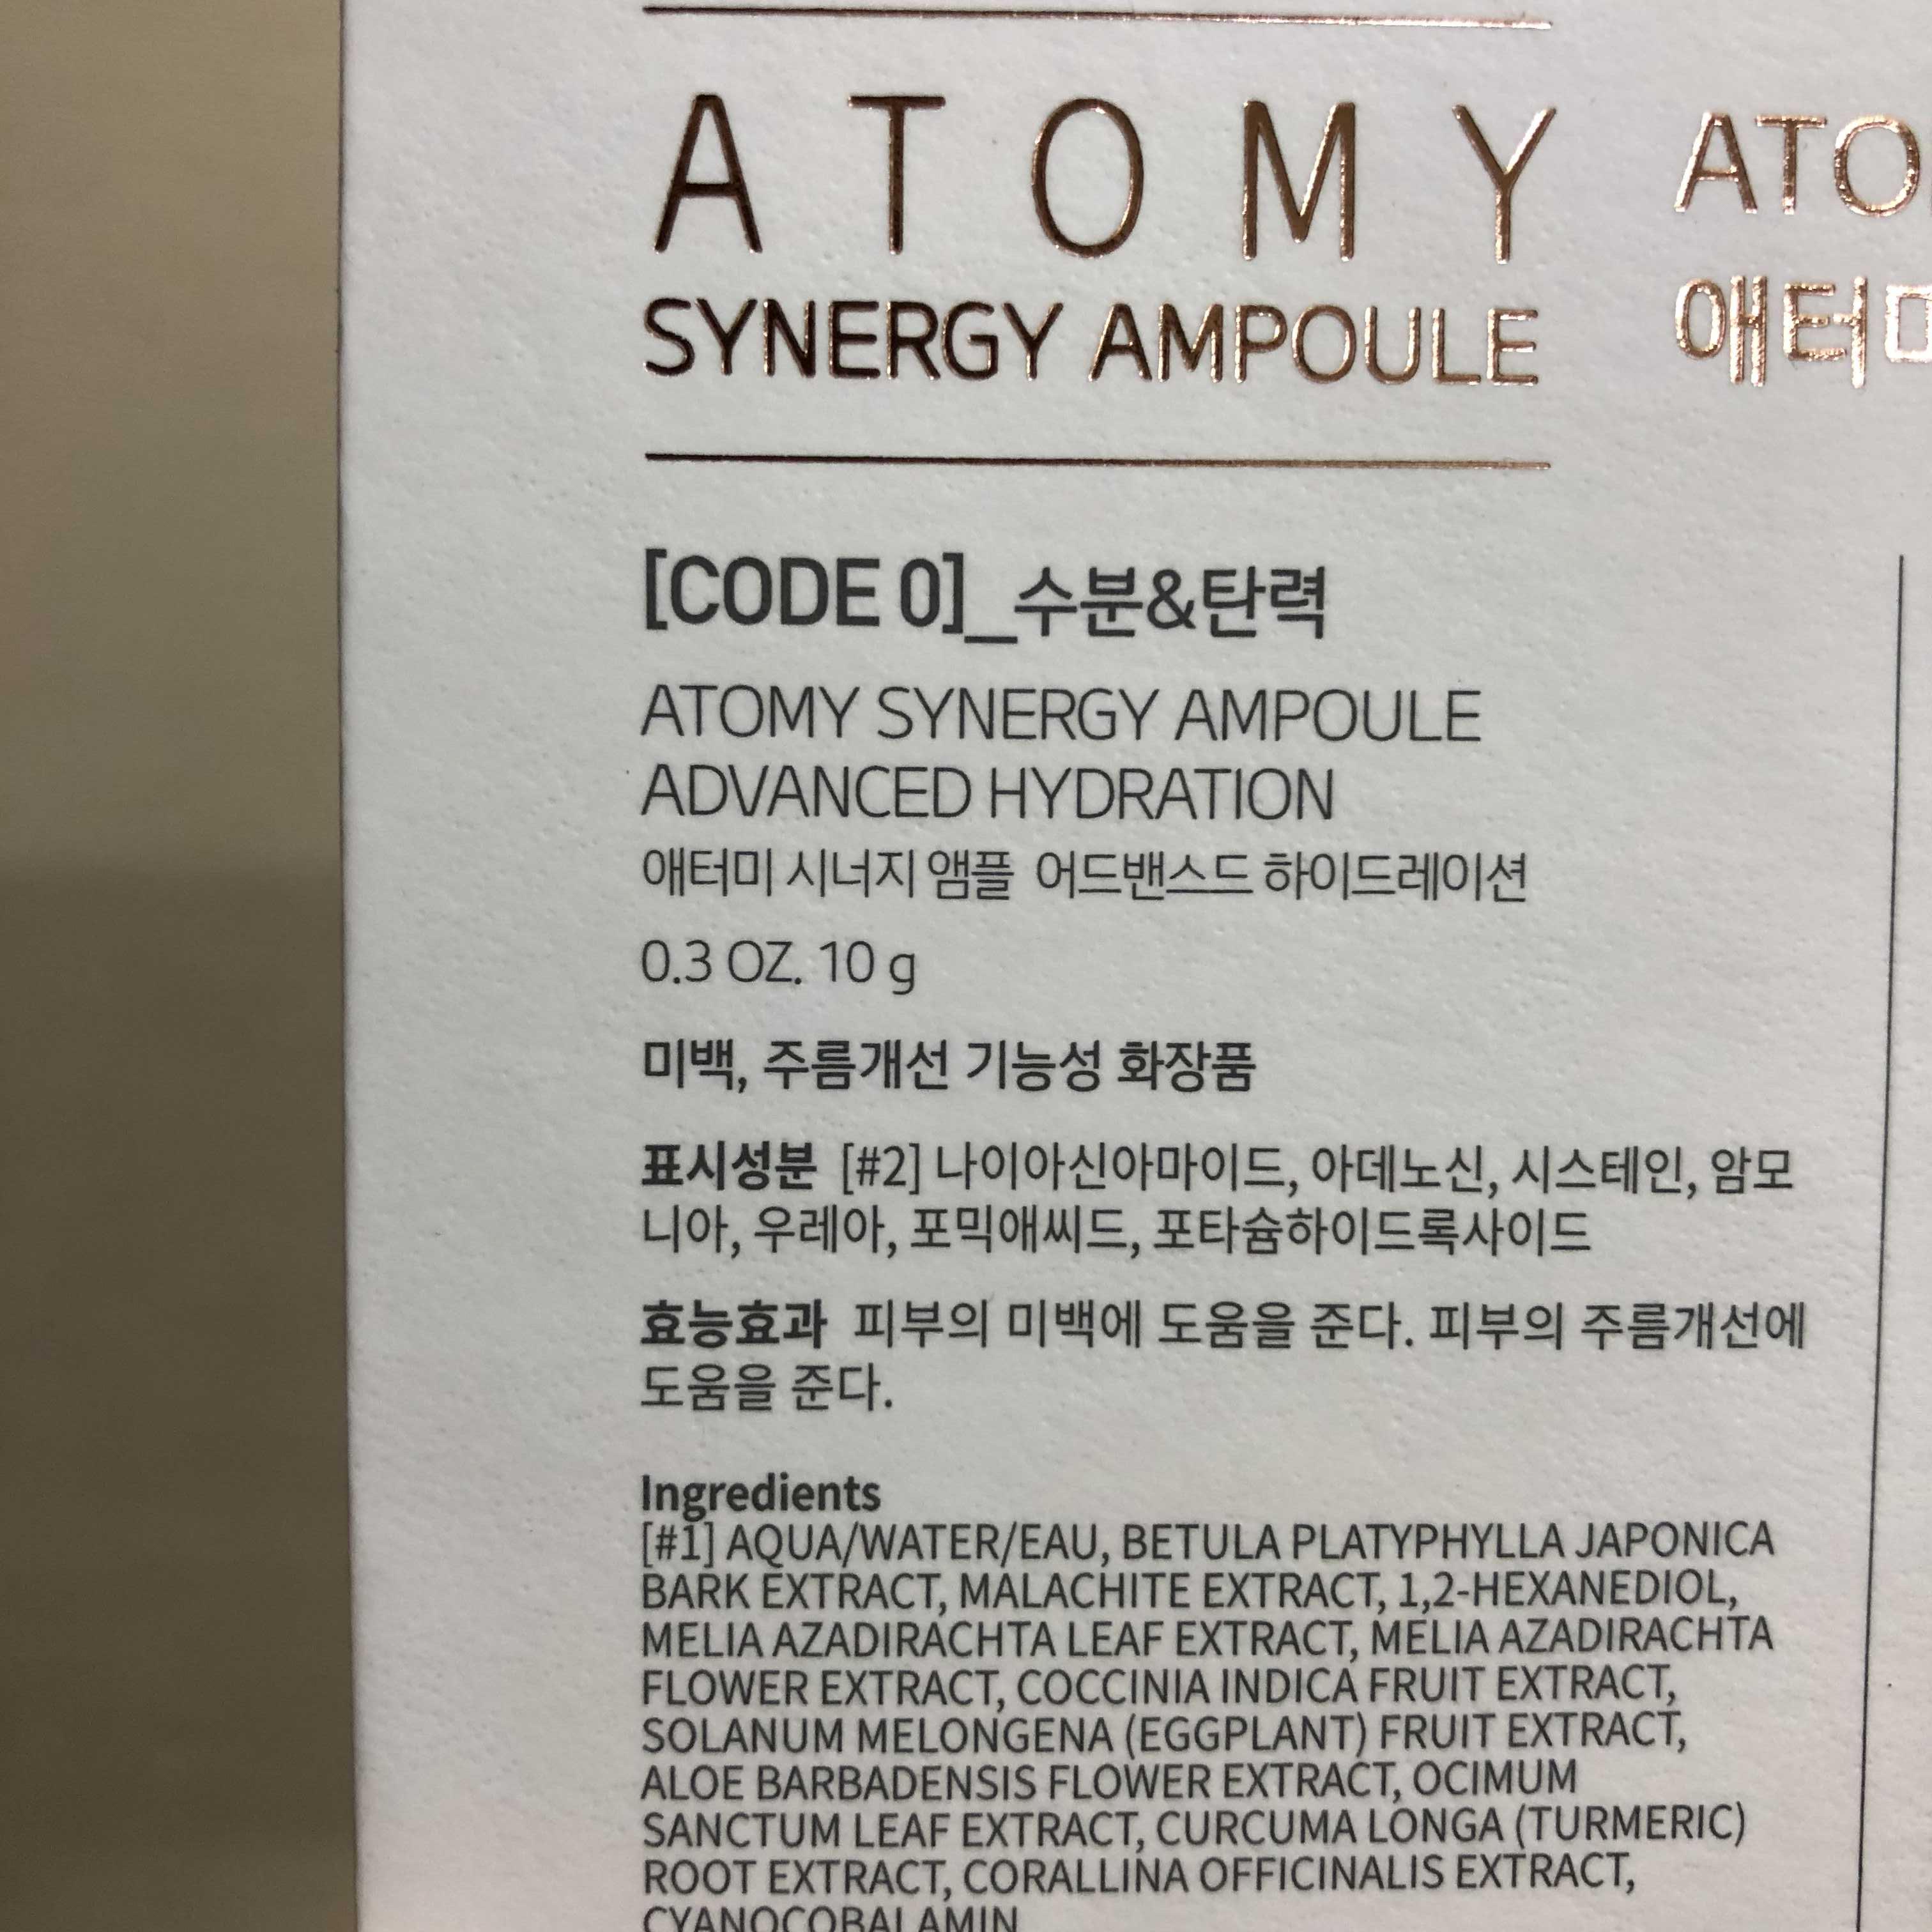 ATOMY
SYNERGY AMPOULE
[CODE 0]_수분&탄력
ATOMY SYNERGY AMPOULE
ADVANCED HYDRATION
애터미 시너지 앰플 어드밴스드 하이드레이션
0.3 OZ. 10 g
미백, 주름개선 기능성 화장품
표시성분 [#2] 나이아신아마이드, 아데노신, 시스테인, 암모
니아, 우레아, 포믹애씨드, 포타슘하이드록사이드
효능효과 피부의 미백에 도움을 준다. 피부의 주름개선에
도움을 준다.
Ingredients
[#1] AQUA/WATER/EAU, BETULA PLATYPHYLLA JAPONICA
BARK EXTRACT, MALACHITE EXTRACT, 1,2-HEXANEDIOL,
MELIA AZADIRACHTA LEAF EXTRACT, MELIA AZADIRACHTA
FLOWER EXTRACT, COCCINIA INDICA FRUIT EXTRACT,
SOLANUM MELONGENA (EGGPLANT) FRUIT EXTRACT,
ALOE BARBADENSIS FLOWER EXTRACT, OCIMUM
SANCTUM LEAF EXTRACT, CURCUMA LONGA (TURMERIC)
ROOT EXTRACT, CORALLINA OFFICINALIS EXTRACT,
CYANOCOBALAMIN
ATO
애터